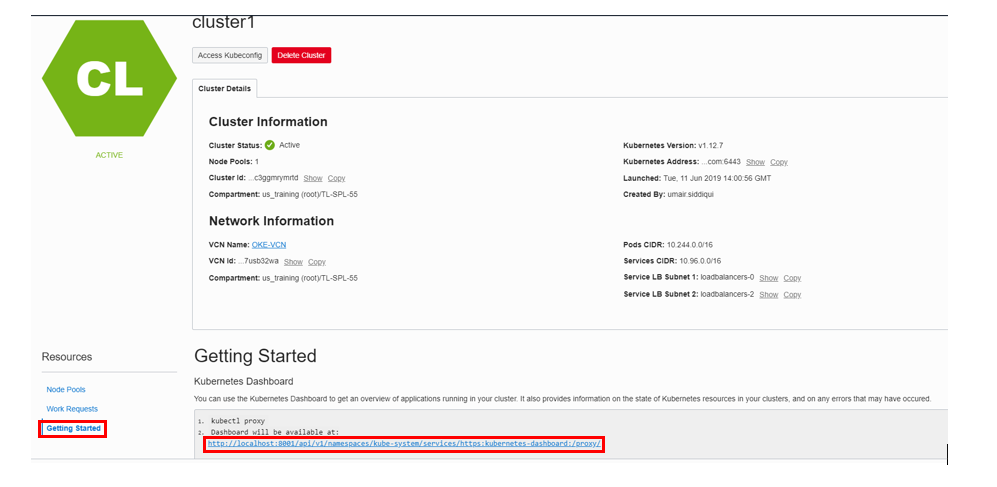 cluster1
CL
ACTIVE
Access Kubeconfig Delete Cluster
Cluster Details
Cluster Information
Cluster Status: Active
Node Pools: 1
Cluster Id: ...c3ggmrymrtd Show Copy
Compartment: us_training (root)/TL-SPL-55
Kubernetes Version: v1.12.7
Kubernetes Address: ...com:6443 Show Copy
Launched: Tue, 11 Jun 2019 14:00:56 GMT
Created By: umair.siddiqui
Network Information
VCN Name: OKE-VCN
VCN Id: ...7usb32wa Show Copy
Compartment: us_training (root)/TL-SPL-55
Pods CIDR: 10.244.0.0/16
Services CIDR: 10.96.0.0/16
Service LB Subnet 1: loadbalancers-0 Show Copy
Service LB Subnet 2: loadbalancers-2 Show Copy
Resources
Node Pools
Work Requests
Getting Started
Getting Started
Kubernetes Dashboard
You can use the Kubernetes Dashboard to get an overview of applications running in your cluster. It also provides information on the state of Kubernetes resources in your clusters, and on any errors that may have occured.
1. kubectl proxy
2. Dashboard will be available at:
http://localhost:8001/api/v1/namespaces/kube-system/services/https:kubernetes-dashboard:/proxy/